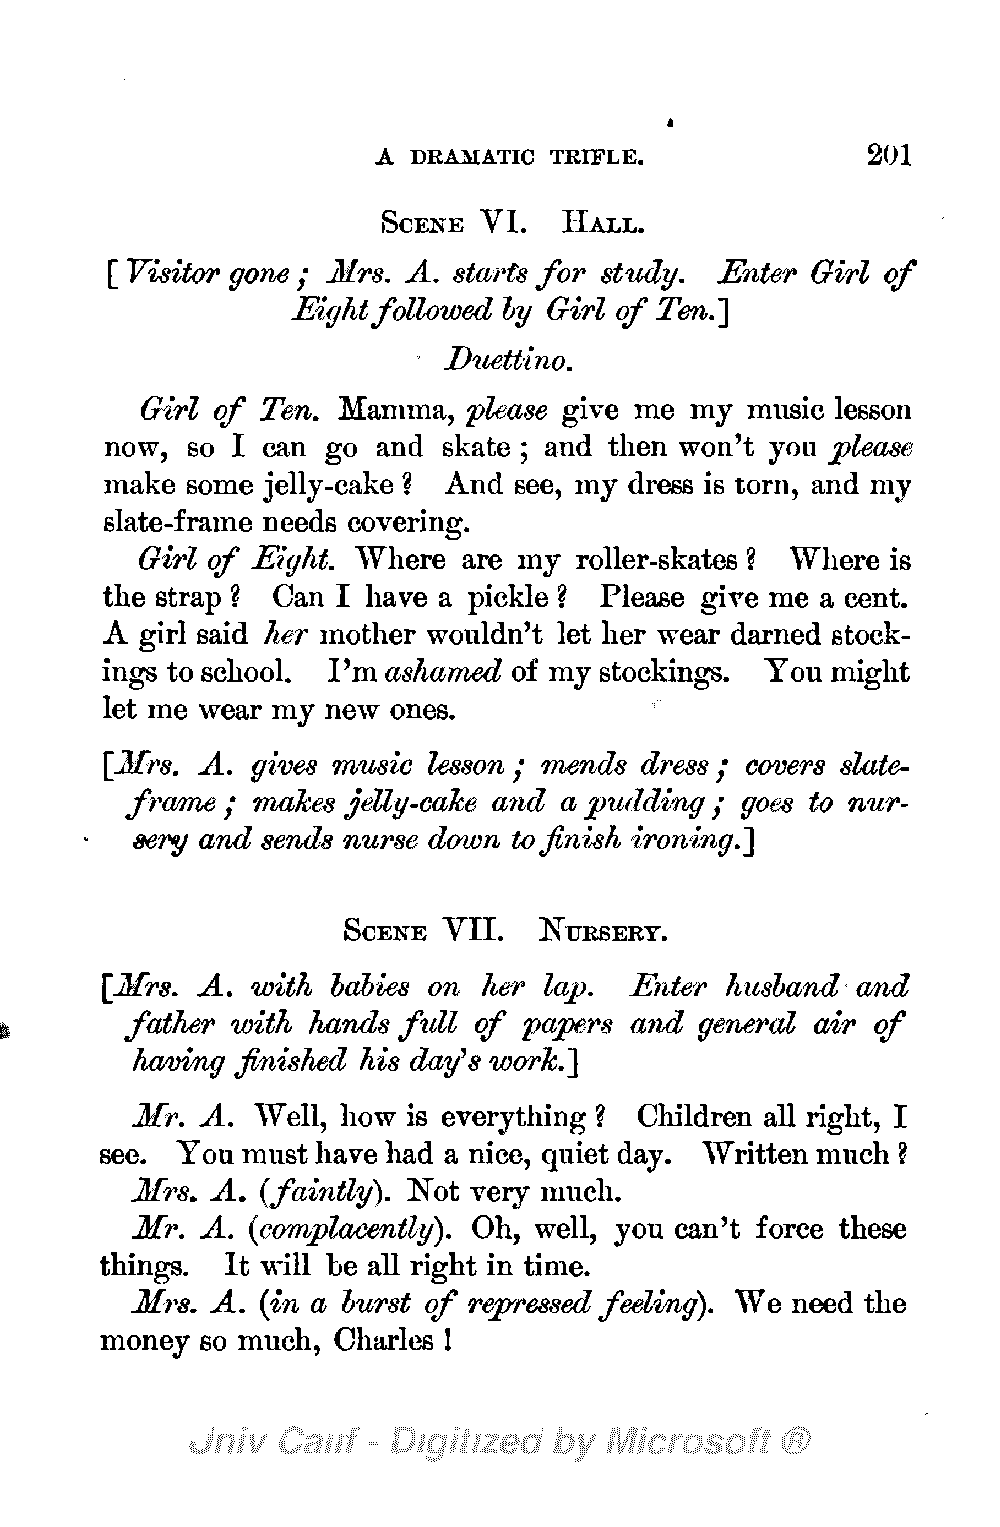 A DRAMATIC TRIFLE. 201
SCENE VI. HALL.
[Visitor gone; Mrs. A. starts for study. Enter Girl of
Eight followed by Girl of Ten.]
Duettino.
Girl of Ten. Mamma, please give me my music lesson
now, so I can go and skate; and then won't you please
make some jelly-cake? And see, my dress is torn, and my
slate-frame needs covering.
Girl of Eight. Where are my roller-skates? Where is
the strap? Can I have a pickle? Please give me a cent.
A girl said her mother wouldn't let her wear darned stock-
ings to school. I'm ashamed of my stockings. You might
let me wear my new ones.
[Mrs. A. gives music lesson; mends dress; covers slate-
frame; makes jelly-cake and a pudding; goes to nur-
sery and sends nurse down to finish ironing.]
SCENE VII. NURSERY.
[Mrs. A. with babies on her lap. Enter husband and
father with hands full of papers and general air of
having finished his day's work.]
Mr. A. Well, how is everything? Children all right, I
see. You must have had a nice, quiet day. Written much?
Mrs. A. (faintly). Not very much.
Mr. A. (complacently). Oh, well, you can't force these
things. It will be all right in time.
Mrs. A. (in a burst of repressed feeling). We need the
money so much, Charles!
Univ Calif - Digitized by Microsoft ®